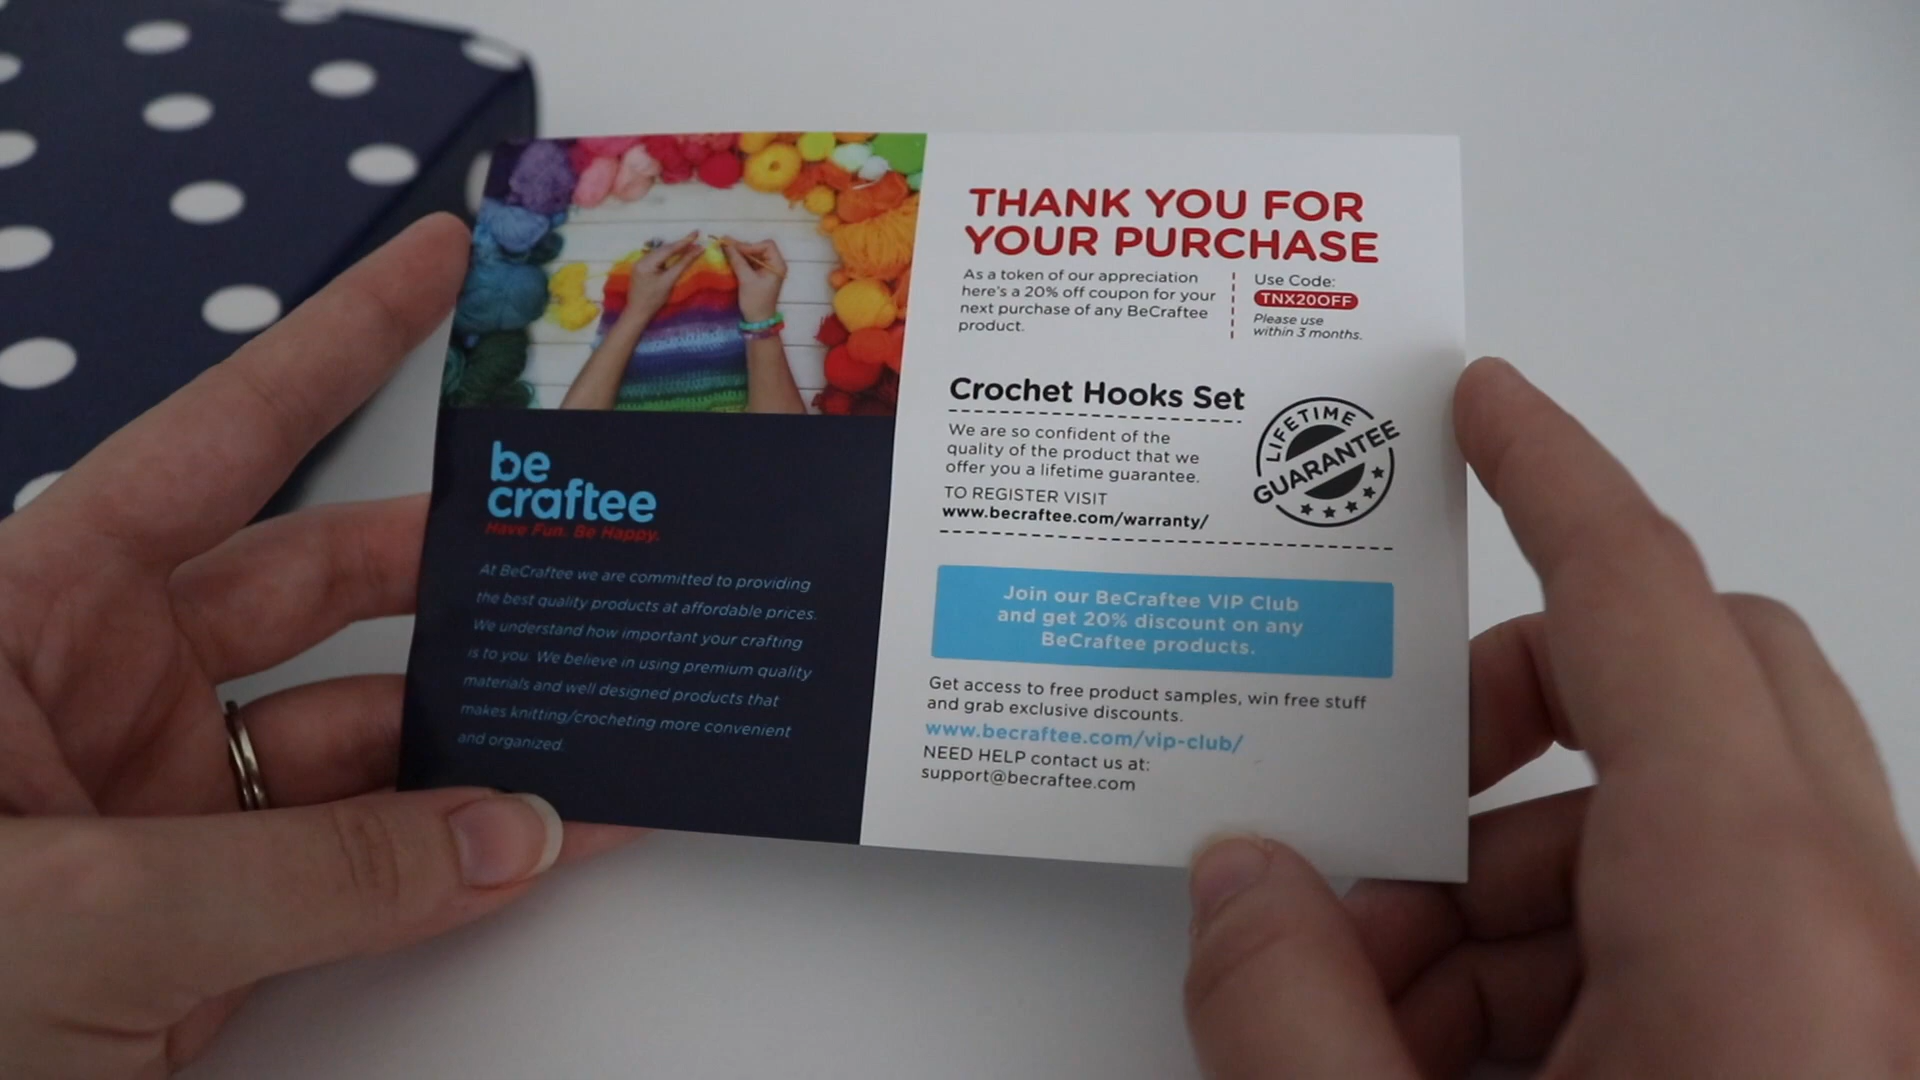 be
craftee
Have Fun. Be Happy.
At BeCraftee we are committed to providing
the best quality products at affordable prices.
We understand how important your crafting
is to you. We believe in using premium quality
materials and well designed products that
makes knitting/crocheting more convenient
and organized.
THANK YOU FOR
YOUR PURCHASE
As a token of our appreciation
here's a 20% off coupon for your
next purchase of any BeCraftee
product.
Use Code:
TNX20OFF
Please use
within 3 months.
Crochet Hooks Set
We are so confident of the
quality of the product that we
offer you a lifetime guarantee.
TO REGISTER VISIT
www.becraftee.com/warranty/
LIFETIME
GUARANTEE
Join our BeCraftee VIP Club
and get 20% discount on any
BeCraftee products.
Get access to free product samples, win free stuff
and grab exclusive discounts.
www.becraftee.com/vip-club/
NEED HELP contact us at:
support@becraftee.com